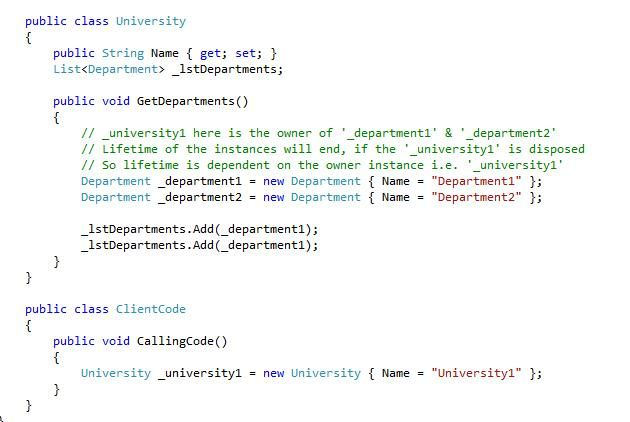 public class University
{
public String Name { get; set; }
List<Department> _lstDepartments;
public void GetDepartments()
{
// _university1 here is the owner of '_department1' & '_department2'
// Lifetime of the instances will end, if the '_university1' is disposed
// So lifetime is dependent on the owner instance i.e. '_university1'
Department _department1 = new Department { Name = "Department1" };
Department _department2 = new Department { Name = "Department2" };
_lstDepartments.Add(_department1);
_lstDepartments.Add(_department1);
}
}
public class ClientCode
{
public void CallingCode()
{
University _university1 = new University { Name = "University1" };
}
}